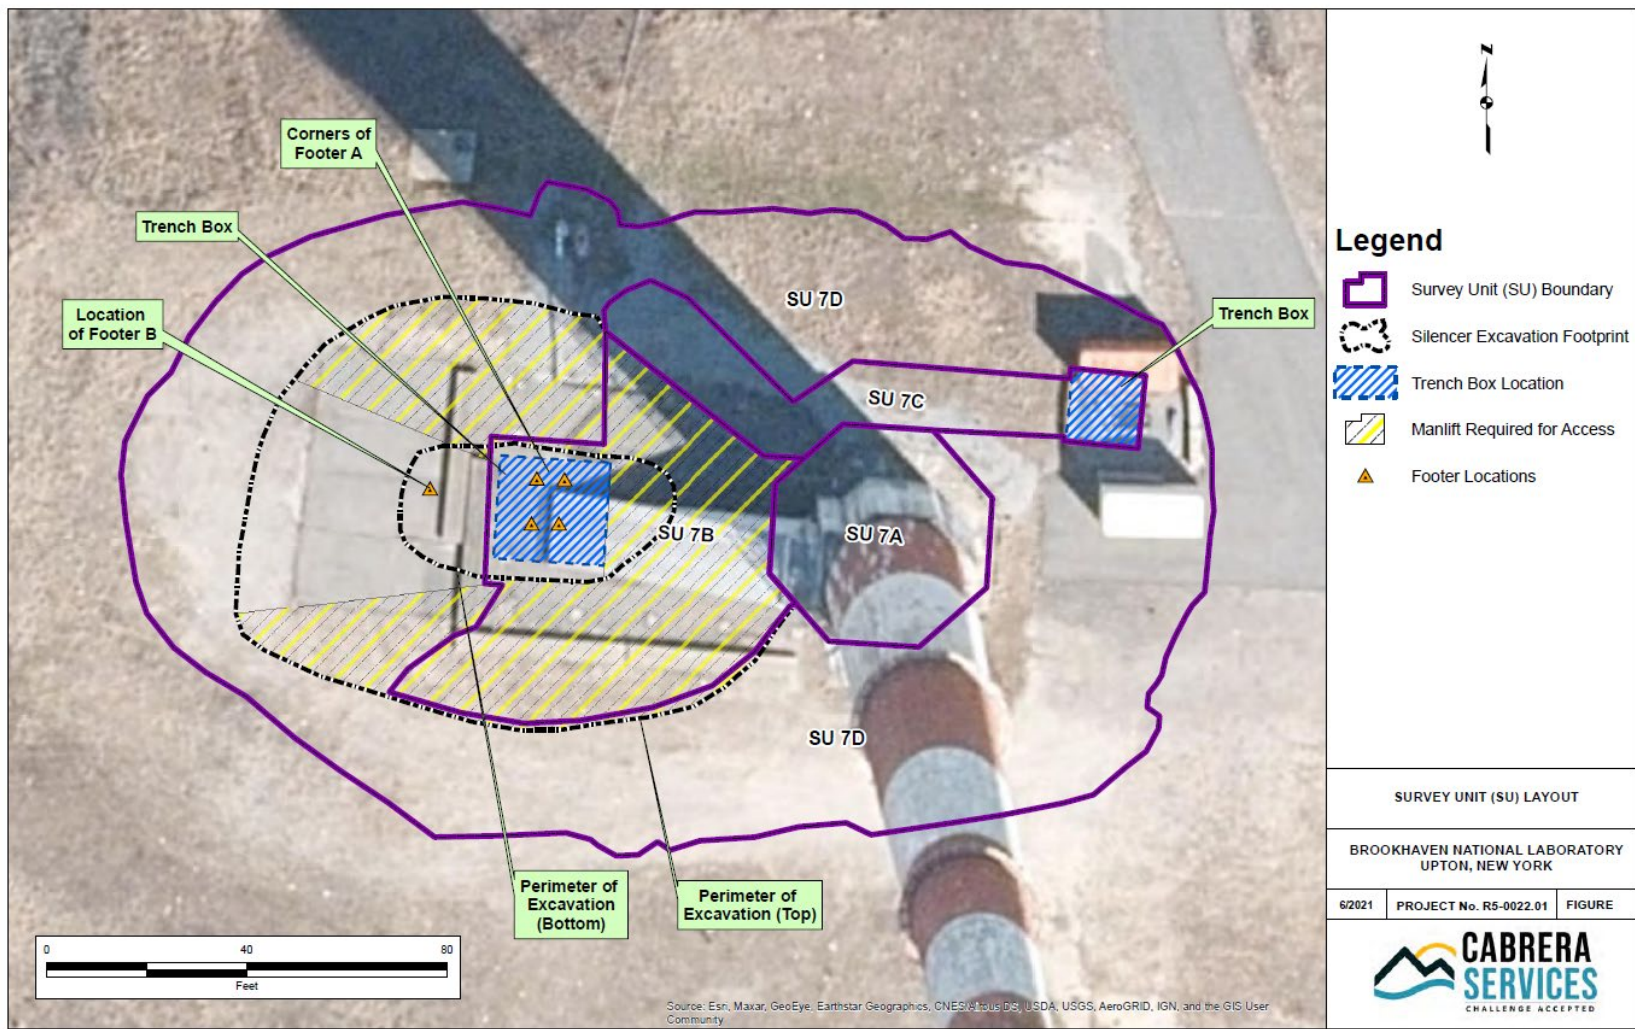 Corners of
Footer A
Trench Box
Location
of Footer B
SU 7D
Trench Box
SU 7C
SU 7B
SU 7A
SU 7D
Perimeter of
Excavation
(Bottom)
Perimeter of
Excavation (Top)
0
40
80
Feet
Source: Esri, Maxar, GeoEye, Earthstar Geographics, CNES/Airbus DS, USDA, USGS, AeroGRID, IGN, and the GIS User
Community
N
Legend
Survey Unit (SU) Boundary
Silencer Excavation Footprint
Trench Box Location
Manlift Required for Access
Footer Locations
SURVEY UNIT (SU) LAYOUT
BROOKHAVEN NATIONAL LABORATORY
UPTON, NEW YORK
6/2021
PROJECT No. R5-0022.01
FIGURE
CABRERA
SERVICES
CHALLENGE ACCEPTED